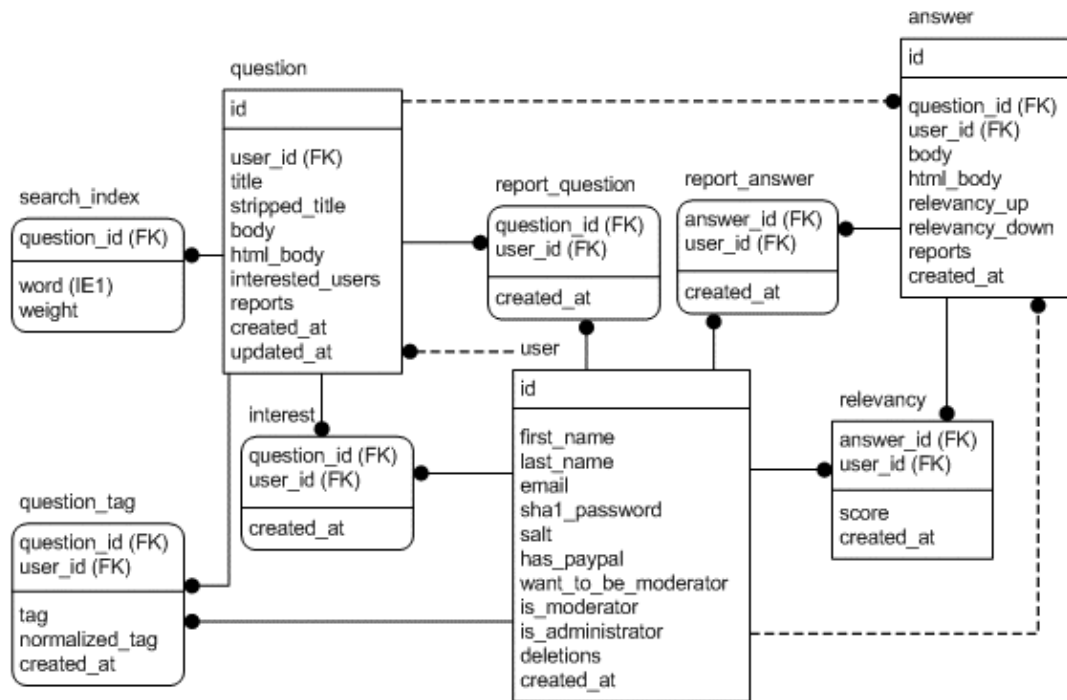 answer
id
question_id (FK)
user_id (FK)
body
html_body
relevancy_up
relevancy_down
reports
created_at
question
id
user_id (FK)
title
stripped_title
body
html_body
interested_users
reports
created_at
updated_at
search_index
question_id (FK)
word (IE1)
weight
report_question
question_id (FK)
user_id (FK)
created_at
report_answer
answer_id (FK)
user_id (FK)
created_at
user
id
first_name
last_name
email
sha1_password
salt
has_paypal
want_to_be_moderator
is_moderator
is_administrator
deletions
created_at
interest
question_id (FK)
user_id (FK)
created_at
relevancy
answer_id (FK)
user_id (FK)
score
created_at
question_tag
question_id (FK)
user_id (FK)
tag
normalized_tag
created_at